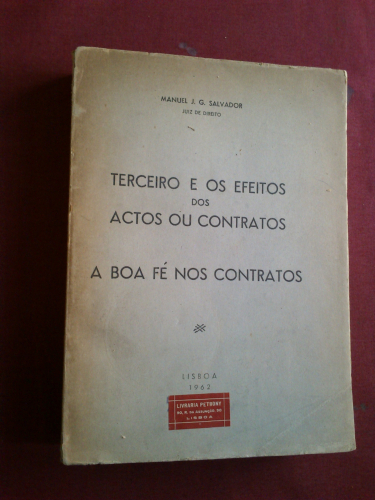 MANUEL J. G. SALVADOR
JUIZ DE DIREITO
TERCEIRO E OS EFEITOS
DOS
ACTOS OU CONTRATOS
A BOA FÉ NOS CONTRATOS
LISBOA
1962
LIVRARIA PETRONY
LISBOA